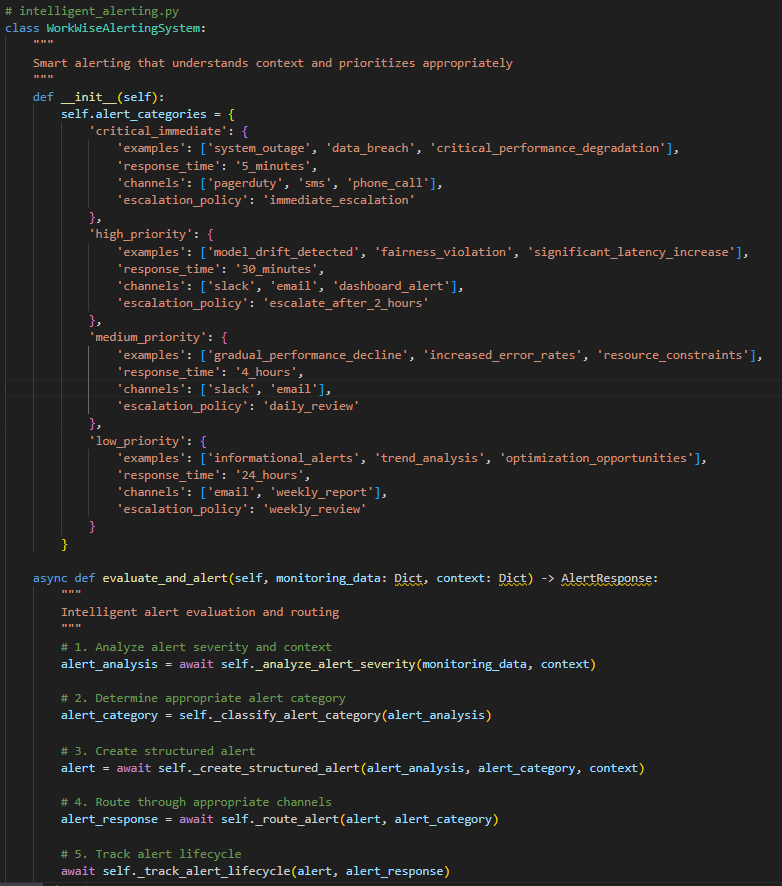 # intelligent_alerting.py
class WorkWiseAlertingSystem:
    """
    Smart alerting that understands context and prioritizes appropriately
    """
    def __init__(self):
        self.alert_categories = {
            'critical_immediate': {
                'examples': ['system_outage', 'data_breach', 'critical_performance_degradation'],
                'response_time': '5_minutes',
                'channels': ['pagerduty', 'sms', 'phone_call'],
                'escalation_policy': 'immediate_escalation'
            },
            'high_priority': {
                'examples': ['model_drift_detected', 'fairness_violation', 'significant_latency_increase'],
                'response_time': '30_minutes',
                'channels': ['slack', 'email', 'dashboard_alert'],
                'escalation_policy': 'escalate_after_2_hours'
            },
            'medium_priority': {
                'examples': ['gradual_performance_decline', 'increased_error_rates', 'resource_constraints'],
                'response_time': '4_hours',
                'channels': ['slack', 'email'],
                'escalation_policy': 'daily_review'
            },
            'low_priority': {
                'examples': ['informational_alerts', 'trend_analysis', 'optimization_opportunities'],
                'response_time': '24_hours',
                'channels': ['email', 'weekly_report'],
                'escalation_policy': 'weekly_review'
            }
        }
    async def evaluate_and_alert(self, monitoring_data: Dict, context: Dict) -> AlertResponse:
        """
        Intelligent alert evaluation and routing
        """
        # 1. Analyze alert severity and context
        alert_analysis = await self._analyze_alert_severity(monitoring_data, context)
        # 2. Determine appropriate alert category
        alert_category = self._classify_alert_category(alert_analysis)
        # 3. Create structured alert
        alert = await self._create_structured_alert(alert_analysis, alert_category, context)
        # 4. Route through appropriate channels
        alert_response = await self._route_alert(alert, alert_category)
        # 5. Track alert lifecycle
        await self._track_alert_lifecycle(alert, alert_response)